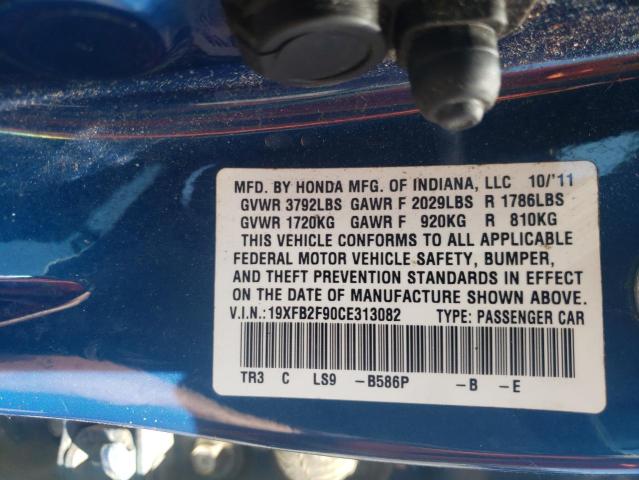 MFD. BY HONDA MFG. OF INDIANA, LLC 10/'11
GVWR 3792LBS GAWR F 2029LBS R 1786LBS
GVWR 1720KG GAWR F 920KG R 810KG
THIS VEHICLE CONFORMS TO ALL APPLICABLE
FEDERAL MOTOR VEHICLE SAFETY, BUMPER,
AND THEFT PREVENTION STANDARDS IN EFFECT
ON THE DATE OF MANUFACTURE SHOWN ABOVE.
V.I.N.:19XFB2F90CE313082 TYPE: PASSENGER CAR
TR3 C LS9 -B586P -B -E